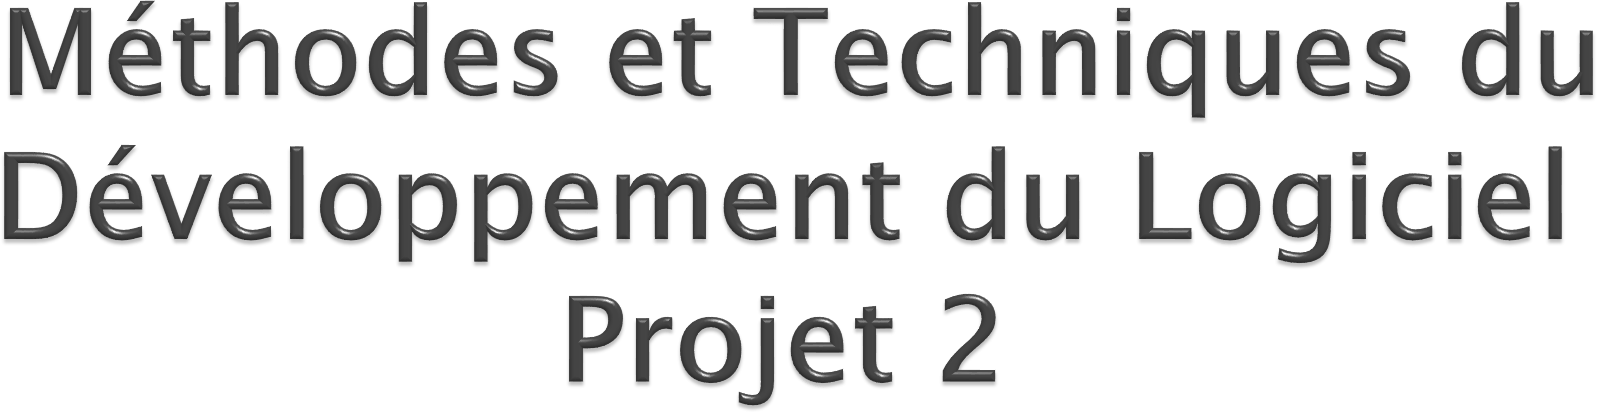 Méthodes et Techniques du
Développement du Logiciel
Projet 2